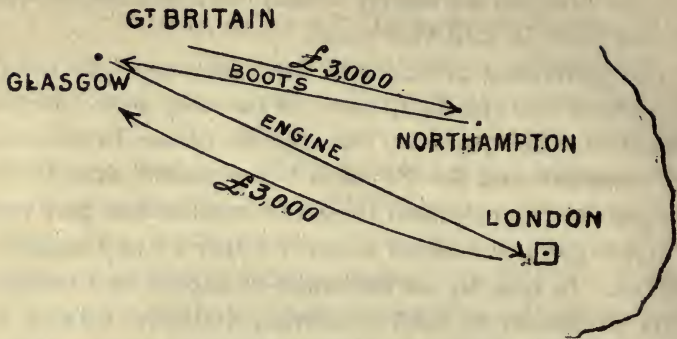 GT BRITAIN
£3,000
BOOTS
GLASGOW
ENGINE
NORTHAMPTON
£3,000
LONDON